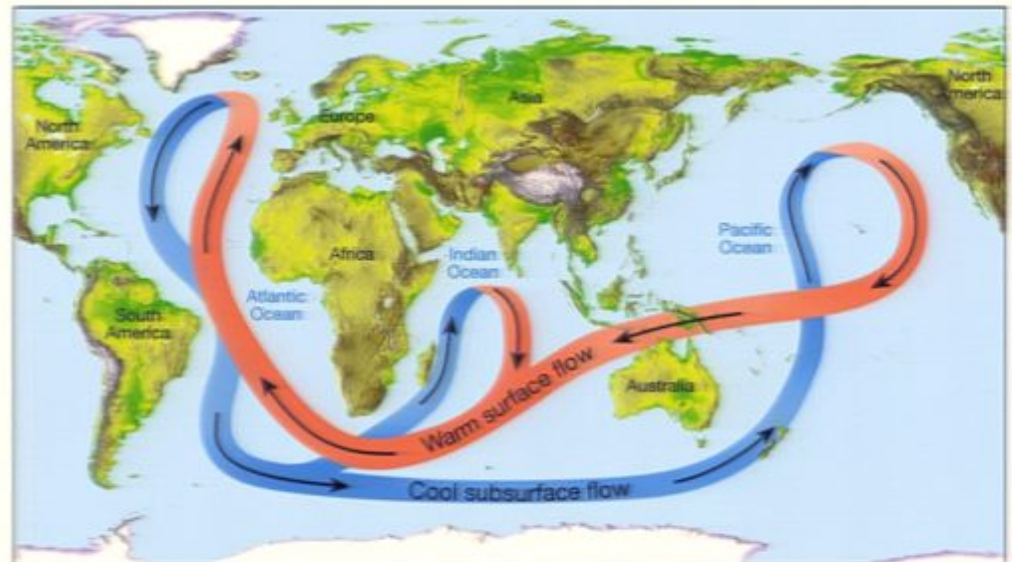 North
America
Europe
Asia
North
America
Africa
Indian
Ocean
Pacific
Ocean
Atlantic
Ocean
South
America
Australia
Warm surface flow
Cool subsurface flow